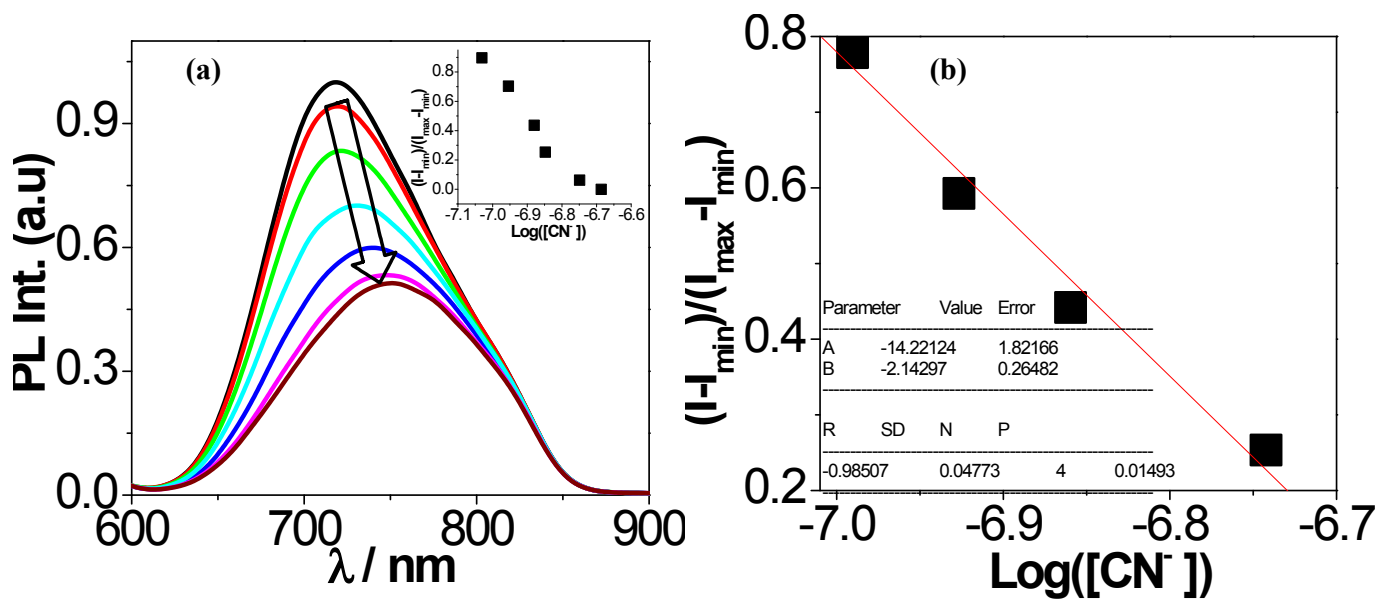 (a)
PL Int. (a.u)
0.9
0.6
0.3
0.0
600 700 800 900
λ / nm
(I-I_min)/(I_max-I_min)
0.8
0.6
0.4
0.2
0.0
-7.1 -7.0 -6.9 -6.8 -6.7 -6.6
Log([CN⁻ ])
(b)
(I-I_min)/(I_max-I_min)
0.8
0.6
0.4
0.2
Parameter Value Error
A -14.22124 1.82166
B -2.14297 0.26482
R SD N P
-0.98507 0.04773 4 0.01493
-7.0 -6.9 -6.8 -6.7
Log([CN⁻ ])